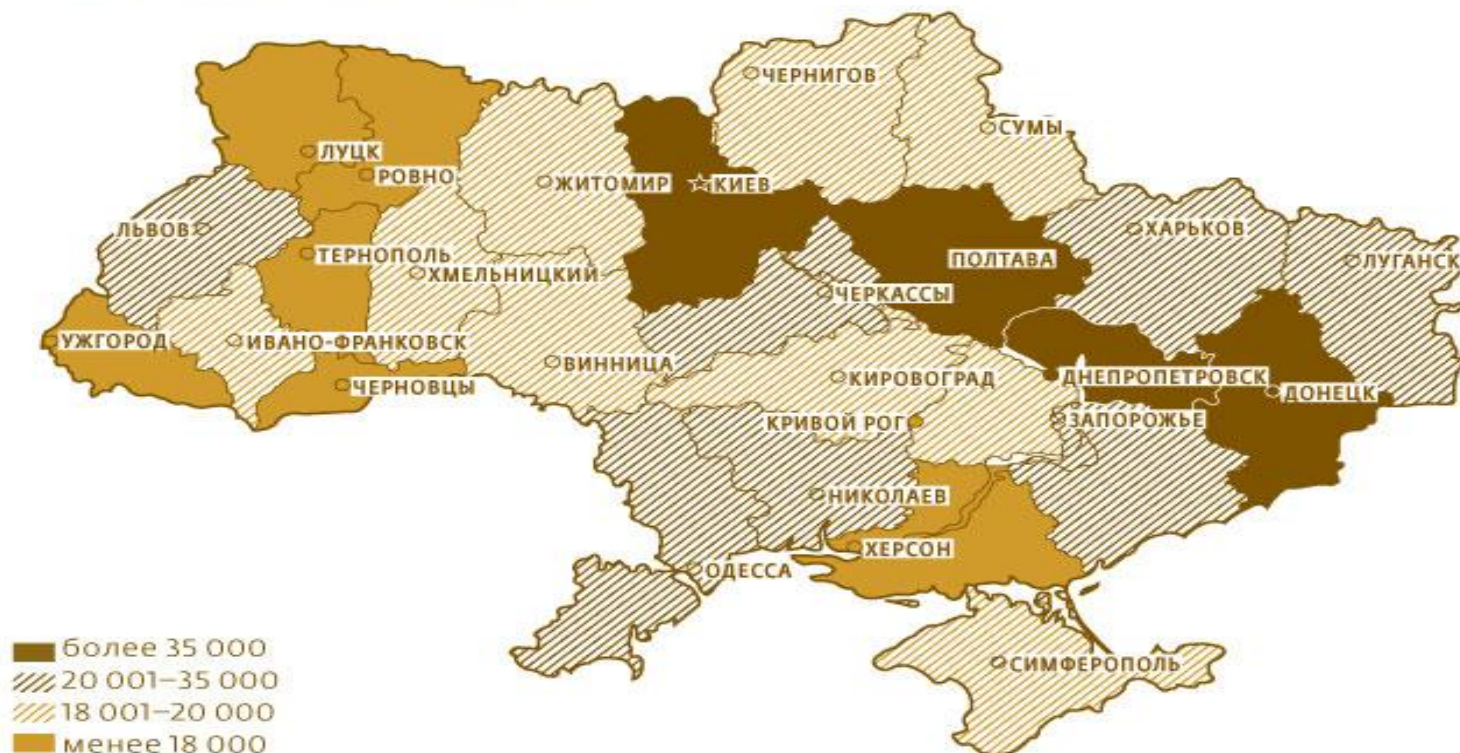 ЧЕРНИГОВ
СУМЫ
ЛУЦК
РОВНО
ЖИТОМИР
КИЕВ
ЛЬВОВ
ТЕРНОПОЛЬ
ХМЕЛЬНИЦКИЙ
ПОЛТАВА
ХАРЬКОВ
ЛУГАНСК
ЧЕРКАССЫ
УЖГОРОД
ИВАНО-ФРАНКОВСК
ВИННИЦА
ЧЕРНОВЦЫ
КИРОВОГРАД
ДНЕПРОПЕТРОВСК
ДОНЕЦК
КРИВОЙ РОГ
ЗАПОРОЖЬЕ
НИКОЛАЕВ
ХЕРСОН
ОДЕССА
СИМФЕРОПОЛЬ
более 35 000
20 001–35 000
18 001–20 000
менее 18 000